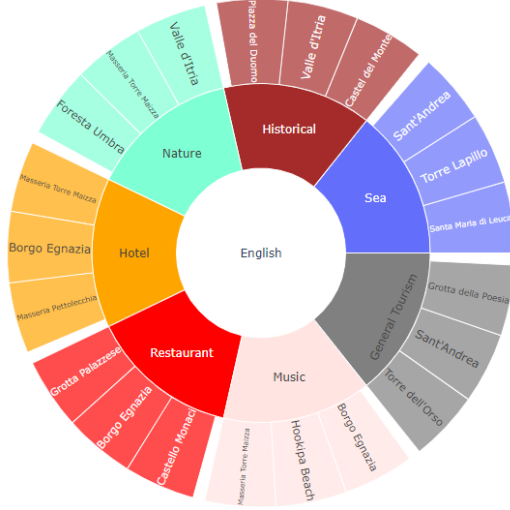 English
Sea
Sant'Andrea
Torre Lapillo
Santa Maria di Leuca
Historical
Piazza del Duomo
Valle d'Itria
Castel del Monte
Nature
Foresta Umbra
Masseria Torre Maizza
Valle d'Itria
Hotel
Masseria Torre Maizza
Borgo Egnazia
Masseria Pettolecchia
Restaurant
Grotta Palazzese
Borgo Egnazia
Castello Monaci
Music
Masseria Torre Maizza
Hookipa Beach
Borgo Egnazia
General Tourism
Grotta della Poesia
Sant'Andrea
Torre dell'Orso